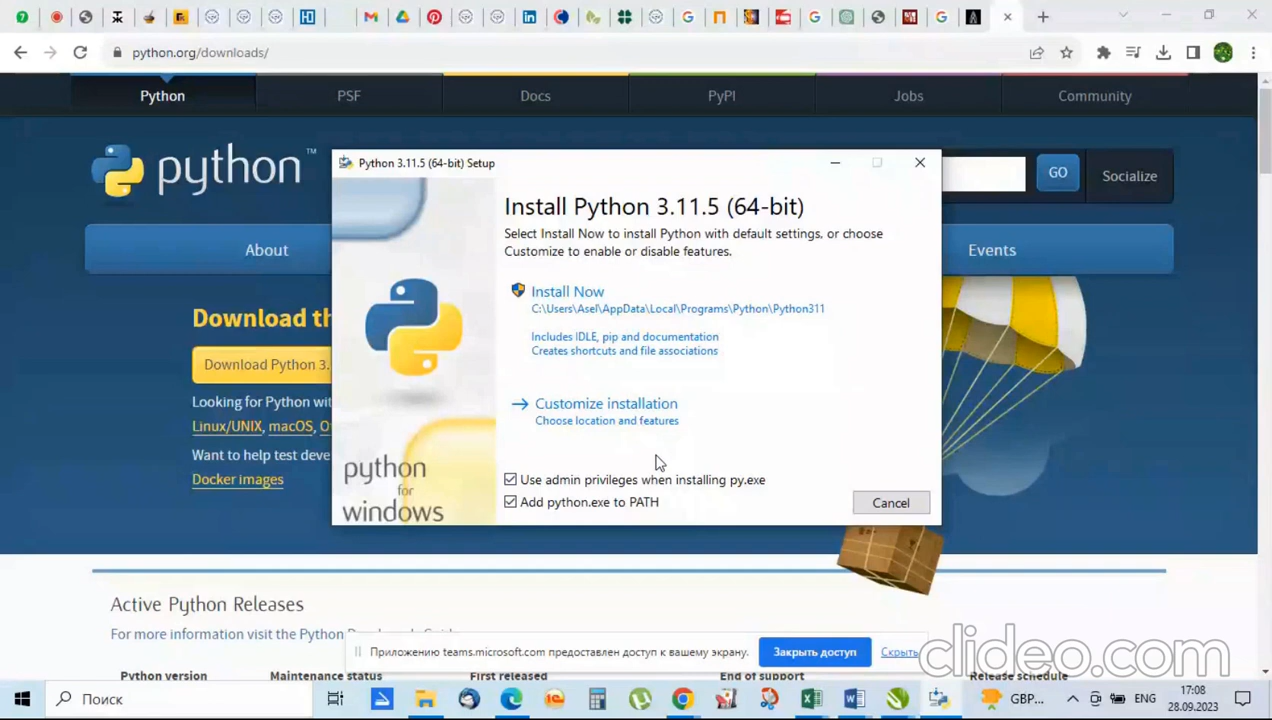 python.org/downloads/
Python
PSF
Docs
PyPI
Jobs
Community
python™
GO
Socialize
About
Events
Python 3.11.5 (64-bit) Setup
Install Python 3.11.5 (64-bit)
Select Install Now to install Python with default settings, or choose
Customize to enable or disable features.
Install Now
C:\Users\Asel\AppData\Local\Programs\Python\Python311
Includes IDLE, pip and documentation
Creates shortcuts and file associations
Customize installation
Choose location and features
Use admin privileges when installing py.exe
Add python.exe to PATH
Cancel
python
for
windows
Download th
Download Python 3.
Looking for Python wit
Linux/UNIX, macOS, O
Want to help test deve
Docker images
Active Python Releases
For more information visit the Python
Приложению teams.microsoft.com предоставлен доступ к вашему экрану.
Закрыть доступ
Скрыть
clideo.com
Python version
Maintenance status
First released
End of support
Release schedule
Поиск
GBP...
ENG
17:08
28.09.2023